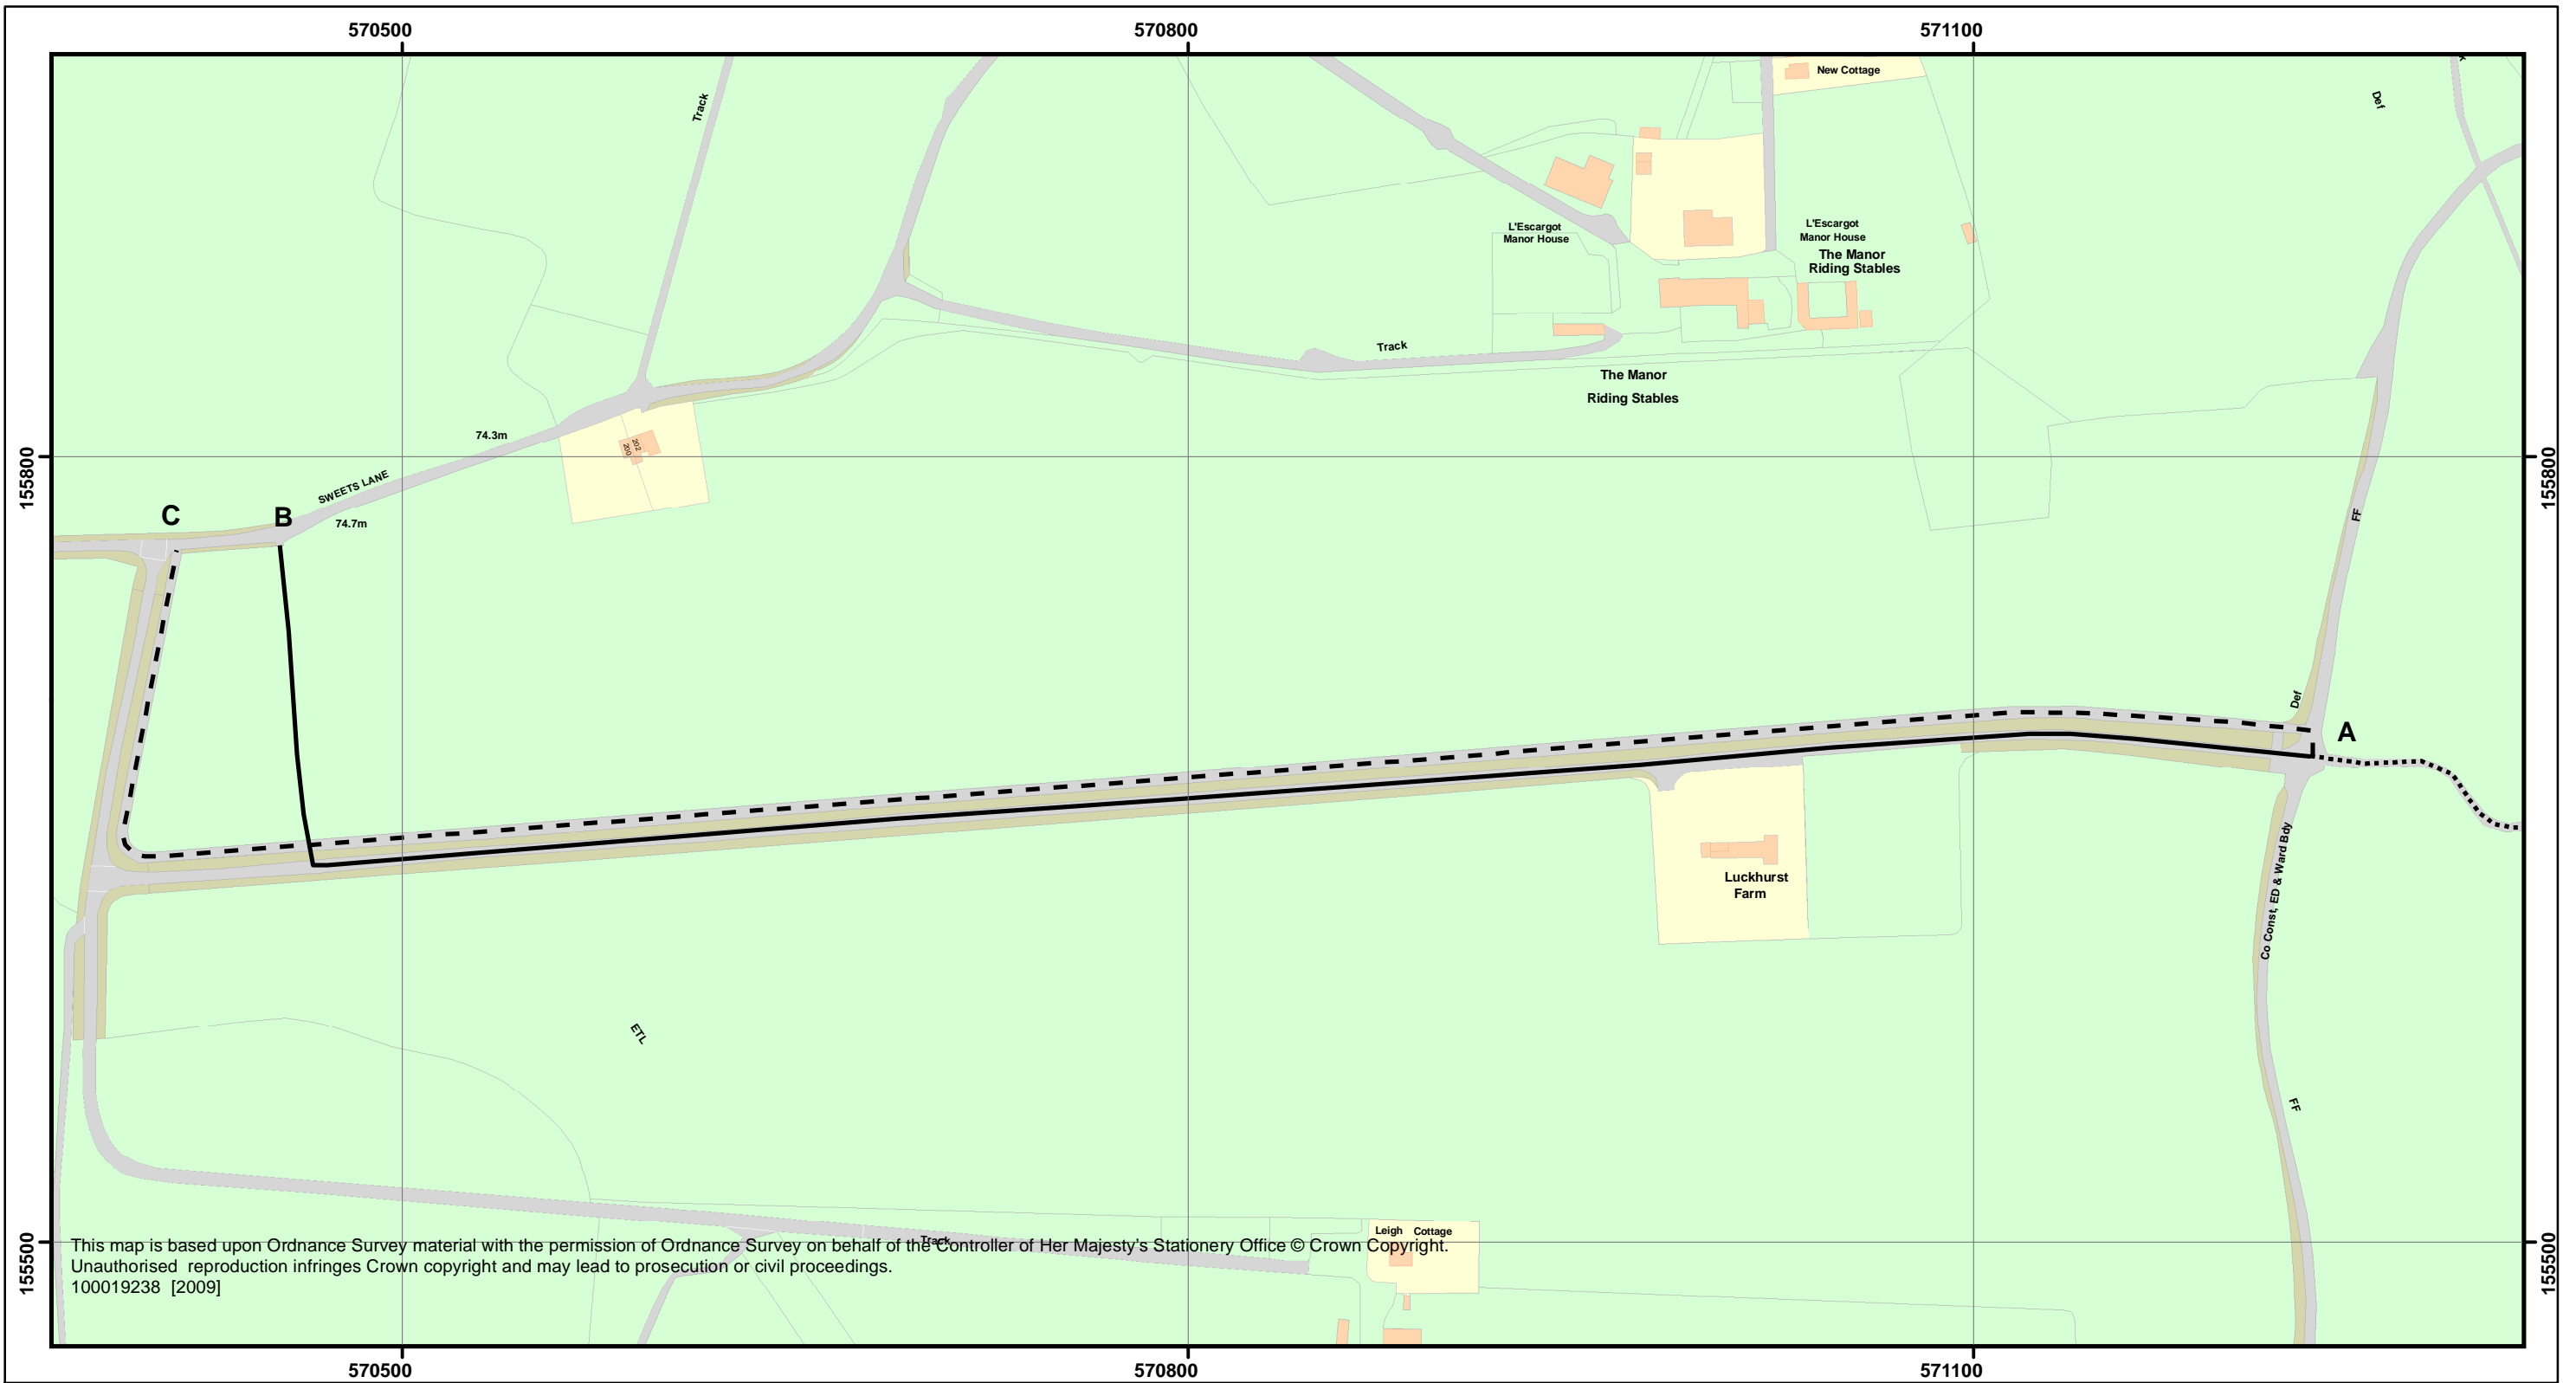 570500
570800
571100
New Cottage
Track
Def
L'Escargot
Manor House
L'Escargot
Manor House
The Manor
Riding Stables
Track
The Manor
Riding Stables
74.3m
202
200
155800
155800
SWEETS LANE
74.7m
C
B
FF
Def
A
Luckhurst
Farm
Co Const, ED & Ward Bdy
ETL
FF
Leigh Cottage
Track
155500
155500
This map is based upon Ordnance Survey material with the permission of Ordnance Survey on behalf of the Controller of Her Majesty's Stationery Office © Crown Copyright.
Unauthorised reproduction infringes Crown copyright and may lead to prosecution or civil proceedings.
100019238 [2009]
570500
570800
571100